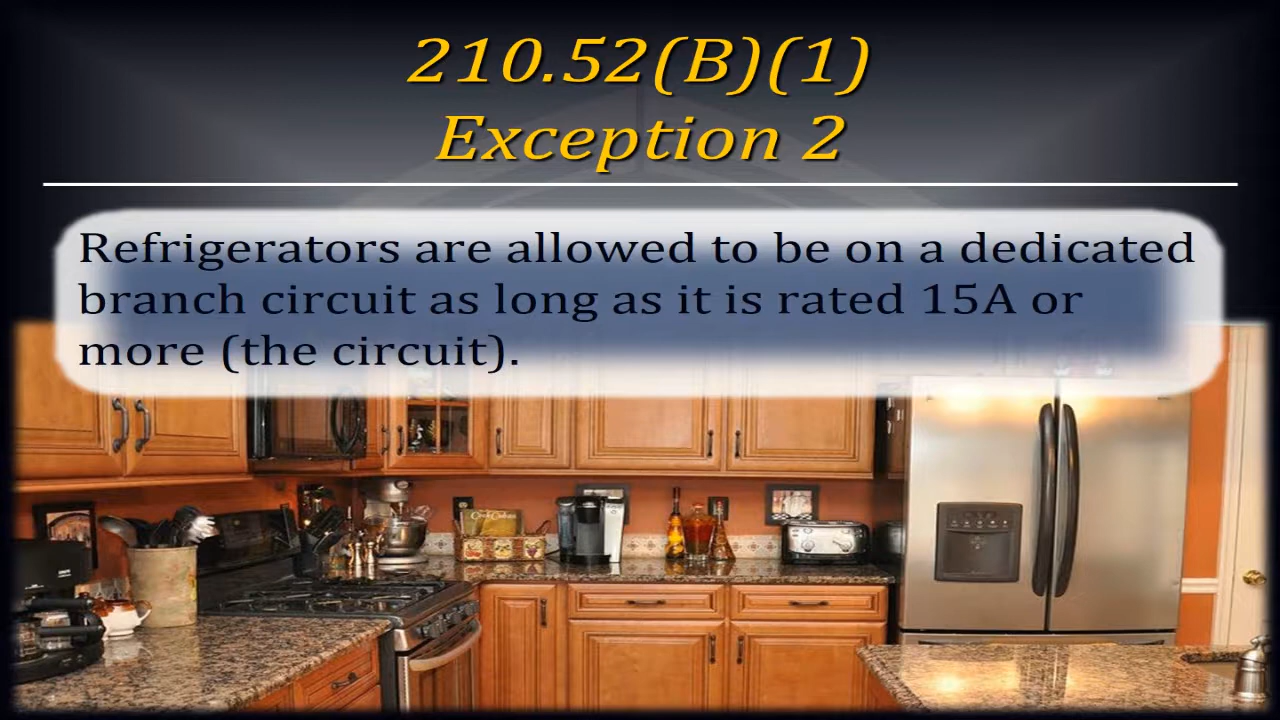 210.52(B)(1)
Exception 2
Refrigerators are allowed to be on a dedicated
branch circuit as long as it is rated 15A or
more (the circuit).